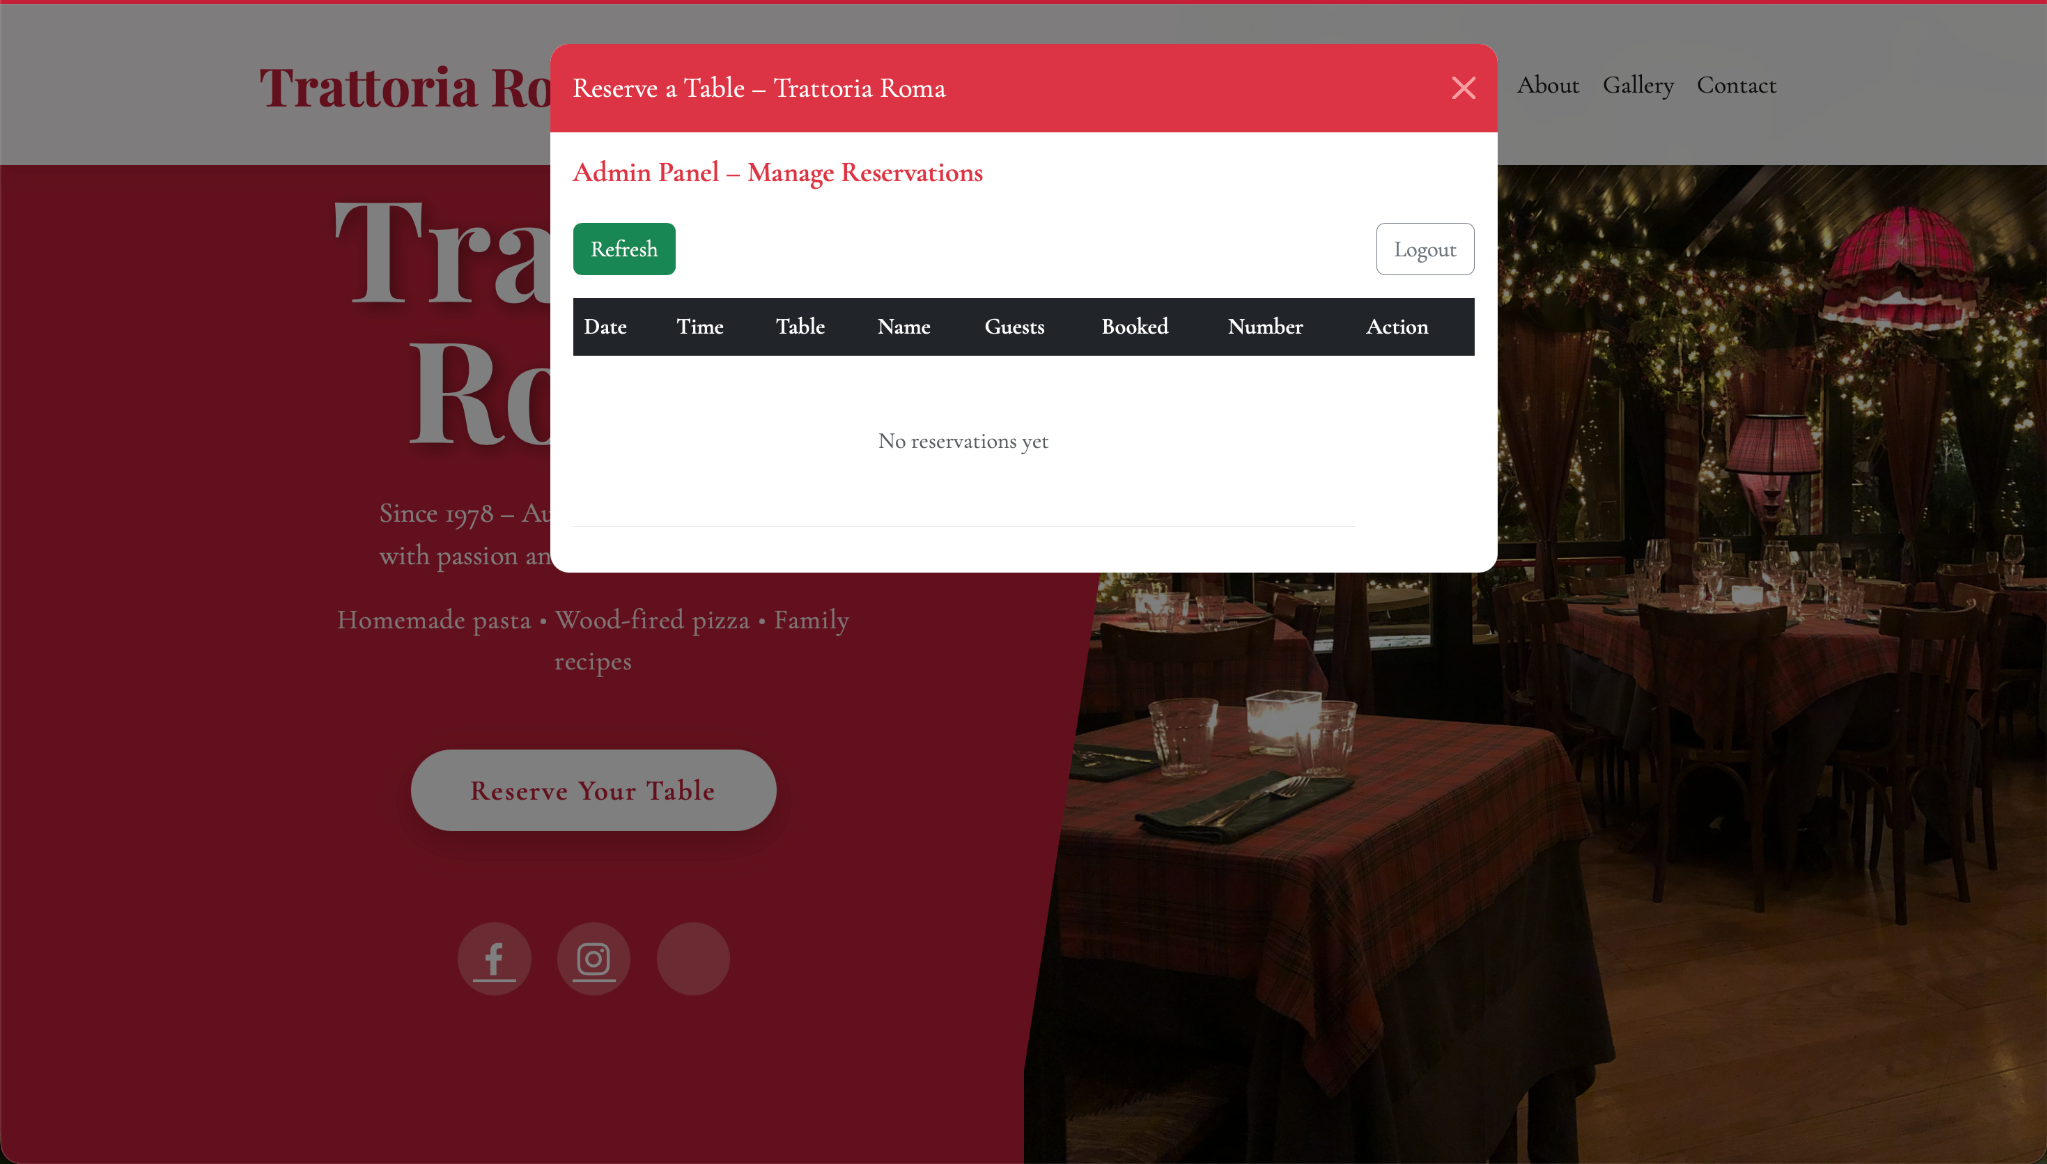 Trattoria Ro
Reserve a Table – Trattoria Roma
About Gallery Contact
Admin Panel – Manage Reservations
Refresh
Logout
Date Time Table Name Guests Booked Number Action
No reservations yet
Tra
Ro
Since 1978 – Au
with passion an
Homemade pasta • Wood-fired pizza • Family
recipes
Reserve Your Table